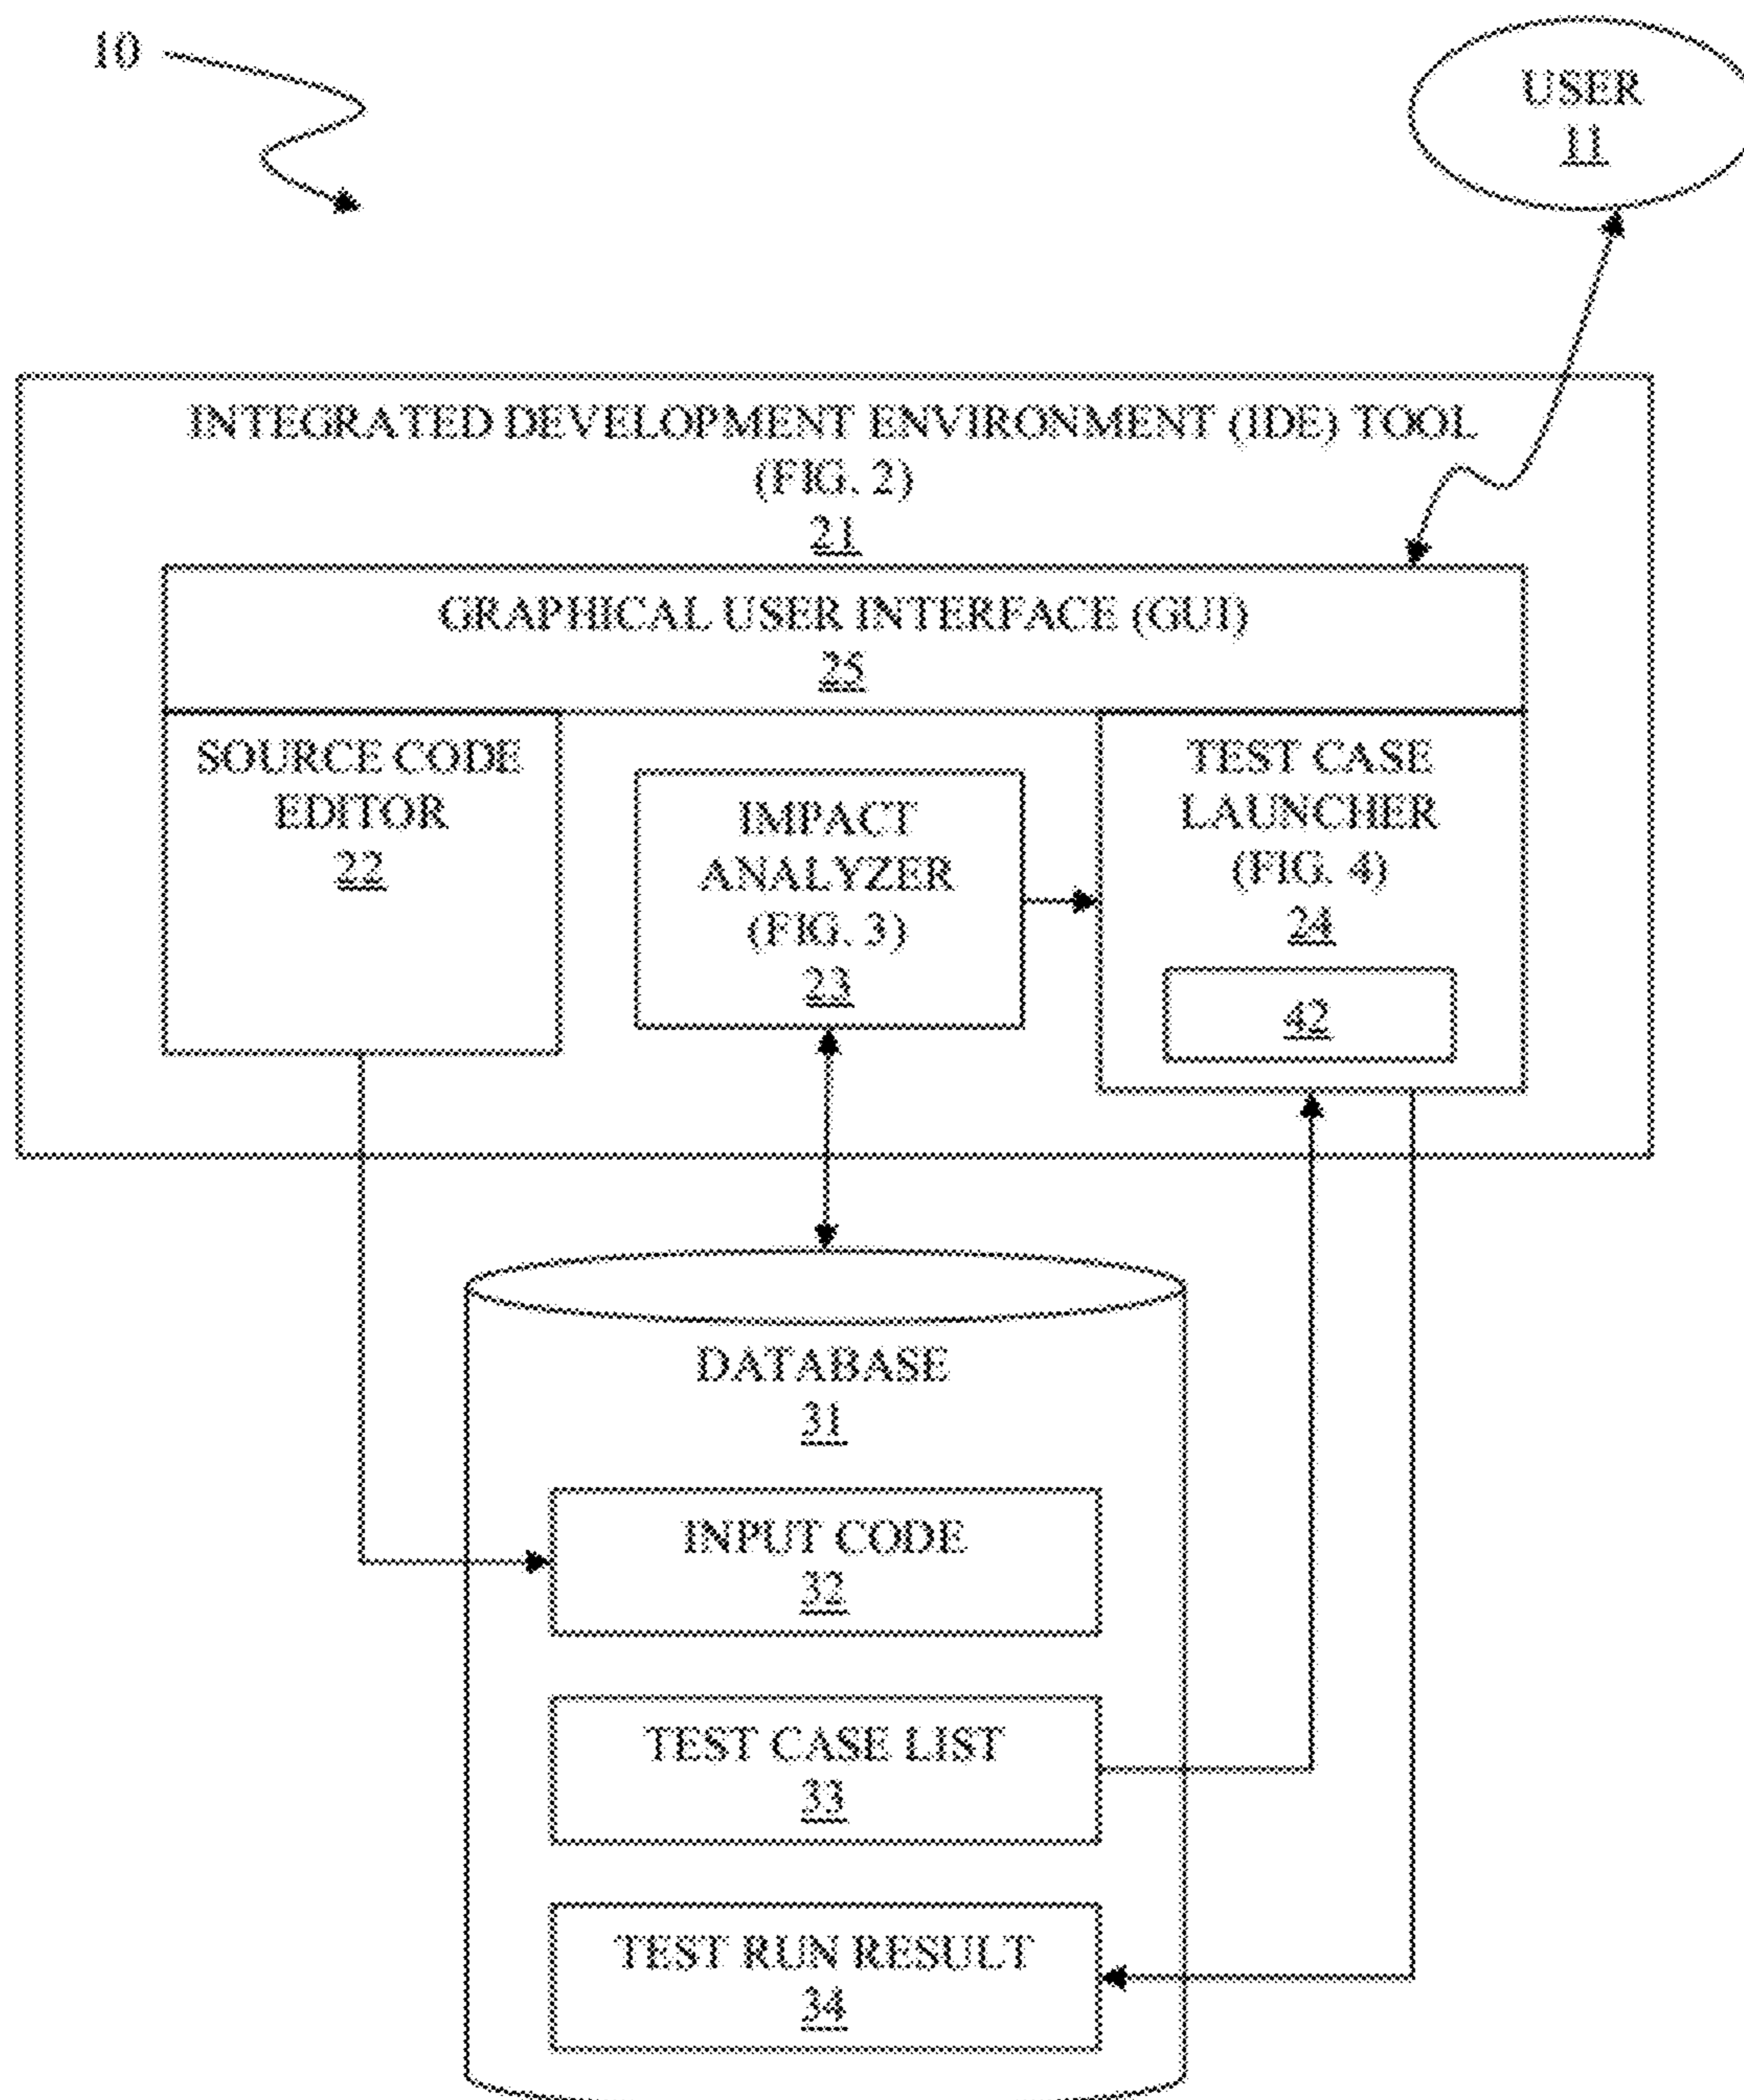 10
USER
11
INTEGRATED DEVELOPMENT ENVIRONMENT (IDE) TOOL
(FIG. 2)
21
GRAPHICAL USER INTERFACE (GUI)
25
SOURCE CODE
EDITOR
22
IMPACT
ANALYZER
(FIG. 3)
23
TEST CASE
LAUNCHER
(FIG. 4)
24
42
DATABASE
31
INPUT CODE
32
TEST CASE LIST
33
TEST RUN RESULT
34